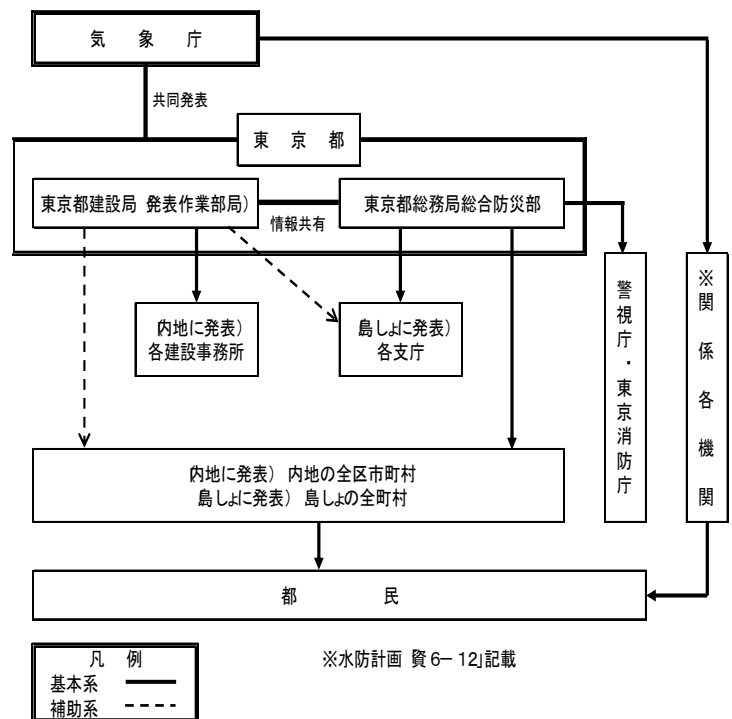 気 象 庁
共同発表
東 京 都
東京都建設局 発表作業部局)
情報共有
東京都総務局総合防災部
内地に発表)
各建設事務所
島しょに発表)
各支庁
警視庁・東京消防庁
※関係各機関
内地に発表) 内地の全区市町村
島しょに発表) 島しょの全町村
都 民
凡 例
基本系
補助系
※水防計画 資6-12」記載